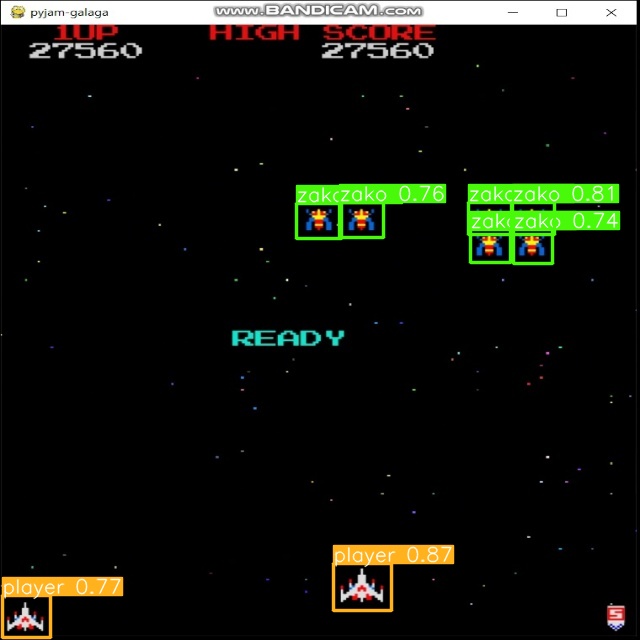 pyjam-galaga
www.BANDICAM.com
1UP HIGH SCORE
27560 27560
zako zako 0.76 zako zako 0.81
zako zako 0.74
READY
player 0.87
player 0.77
5